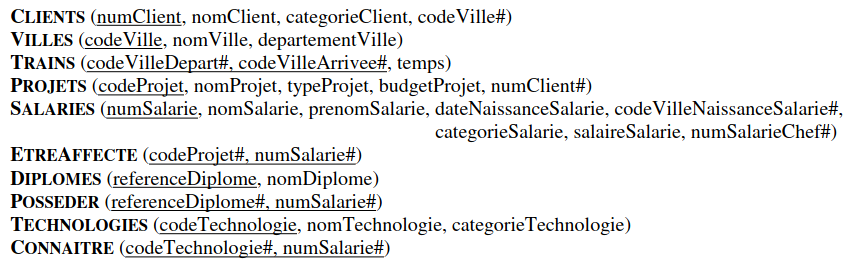 CLIENTS (numClient, nomClient, categorieClient, codeVille#)
VILLES (codeVille, nomVille, departementVille)
TRAINS (codeVilleDepart#, codeVilleArrivee#, temps)
PROJETS (codeProjet, nomProjet, typeProjet, budgetProjet, numClient#)
SALARIES (numSalarie, nomSalarie, prenomSalarie, dateNaissanceSalarie, codeVilleNaissanceSalarie#,
categorieSalarie, salaireSalarie, numSalarieChef#)
ETREAFFECTE (codeProjet#, numSalarie#)
DIPLOMES (referenceDiplome, nomDiplome)
POSSEDER (referenceDiplome#, numSalarie#)
TECHNOLOGIES (codeTechnologie, nomTechnologie, categorieTechnologie)
CONNAITRE (codeTechnologie#, numSalarie#)